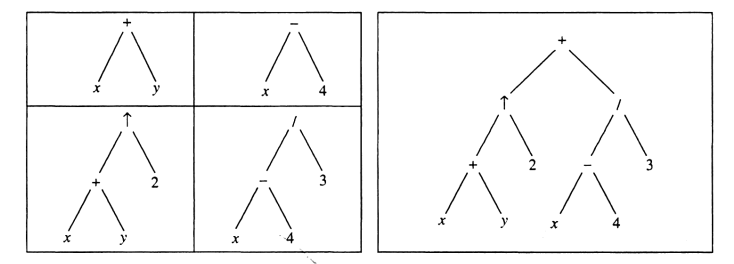 +
x y
−
x 4
↑
+ 2
x y
/
− 3
x 4
+
↑ /
+ 2 − 3
x y x 4